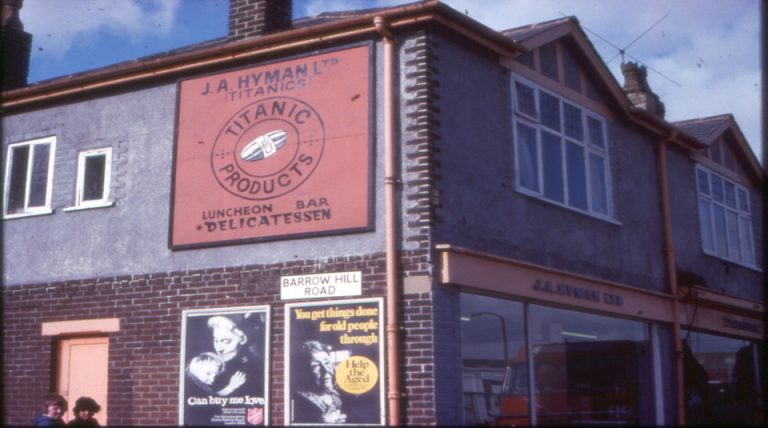 J. A. HYMAN LTD
(TITANICS)
TITANIC
PRODUCTS
LUNCHEON BAR
*DELICATESSEN
BARROW HILL
ROAD
J.A. HYMAN LTD
You get things done
for old people
through
Help
the
Aged
Can buy me love